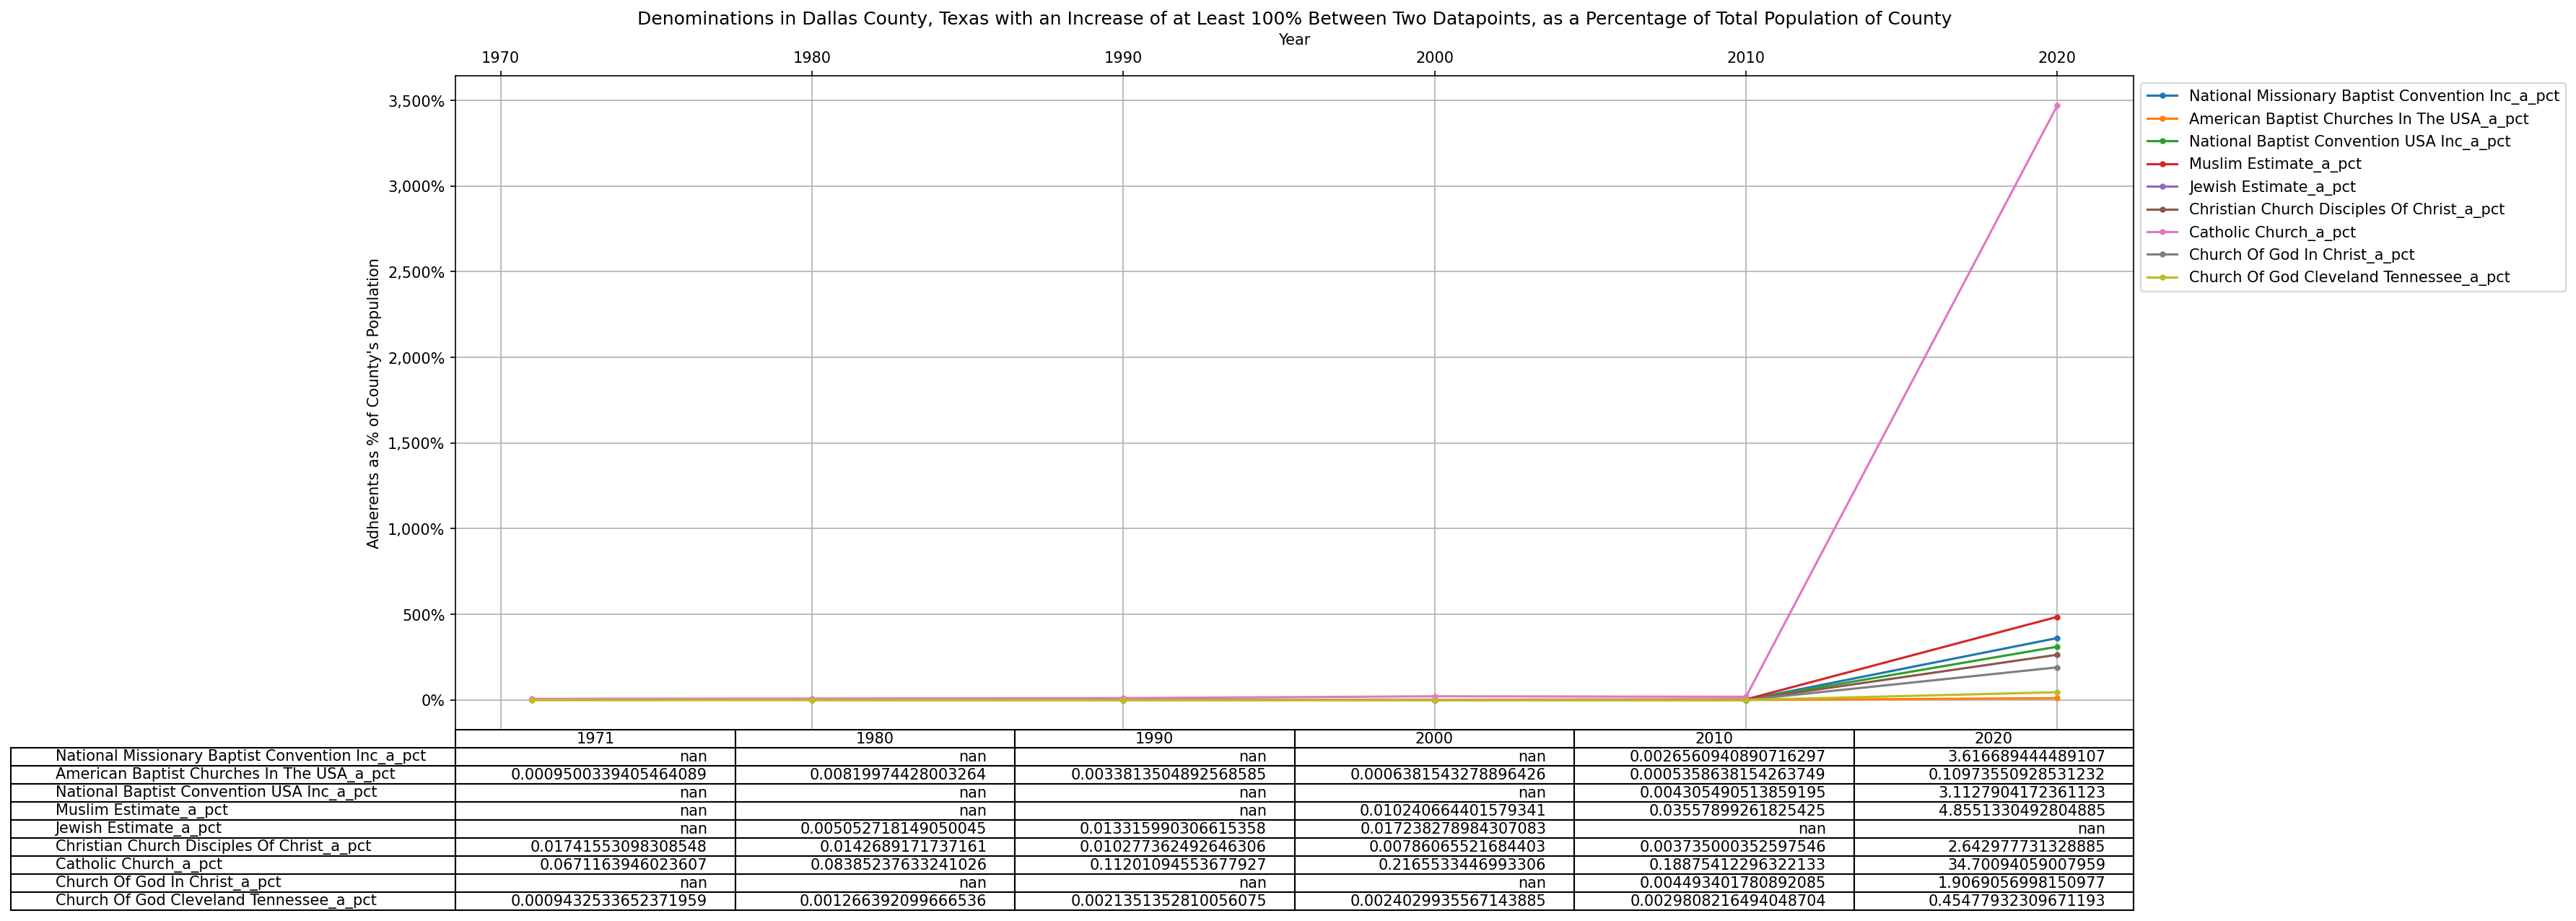 Denominations in Dallas County, Texas with an Increase of at Least 100% Between Two Datapoints, as a Percentage of Total Population of County
Year
1970 1980 1990 2000 2010 2020
3,500%
3,000%
2,500%
2,000%
1,500%
1,000%
500%
0%
Adherents as % of County's Population
National Missionary Baptist Convention Inc_a_pct
American Baptist Churches In The USA_a_pct
National Baptist Convention USA Inc_a_pct
Muslim Estimate_a_pct
Jewish Estimate_a_pct
Christian Church Disciples Of Christ_a_pct
Catholic Church_a_pct
Church Of God In Christ_a_pct
Church Of God Cleveland Tennessee_a_pct
1971 1980 1990 2000 2010 2020
National Missionary Baptist Convention Inc_a_pct nan nan nan nan 0.0026560940890716297 3.616689444489107
American Baptist Churches In The USA_a_pct 0.0009500339405464089 0.00819974428003264 0.0033813504892568585 0.0006381543278896426 0.0005358638154263749 0.10973550928531232
National Baptist Convention USA Inc_a_pct nan nan nan nan 0.004305490513859195 3.1127904172361123
Muslim Estimate_a_pct nan nan nan 0.010240664401579341 0.03557899261825425 4.8551330492804885
Jewish Estimate_a_pct nan 0.005052718149050045 0.013315990306615358 0.017238278984307083 nan nan
Christian Church Disciples Of Christ_a_pct 0.01741553098308548 0.0142689171737161 0.010277362492646306 0.00786065521684403 0.003735000352597546 2.642977731328885
Catholic Church_a_pct 0.0671163946023607 0.08385237633241026 0.11201094553677927 0.2165533446993306 0.18875412296322133 34.70094059007959
Church Of God In Christ_a_pct nan nan nan nan 0.0044934017808​92085 1.9069056998150977
Church Of God Cleveland Tennessee_a_pct 0.0009432533652371959 0.001266392099666536 0.0021351352810056075 0.0024029935567143885 0.0029808216494048704 0.45477932309671193